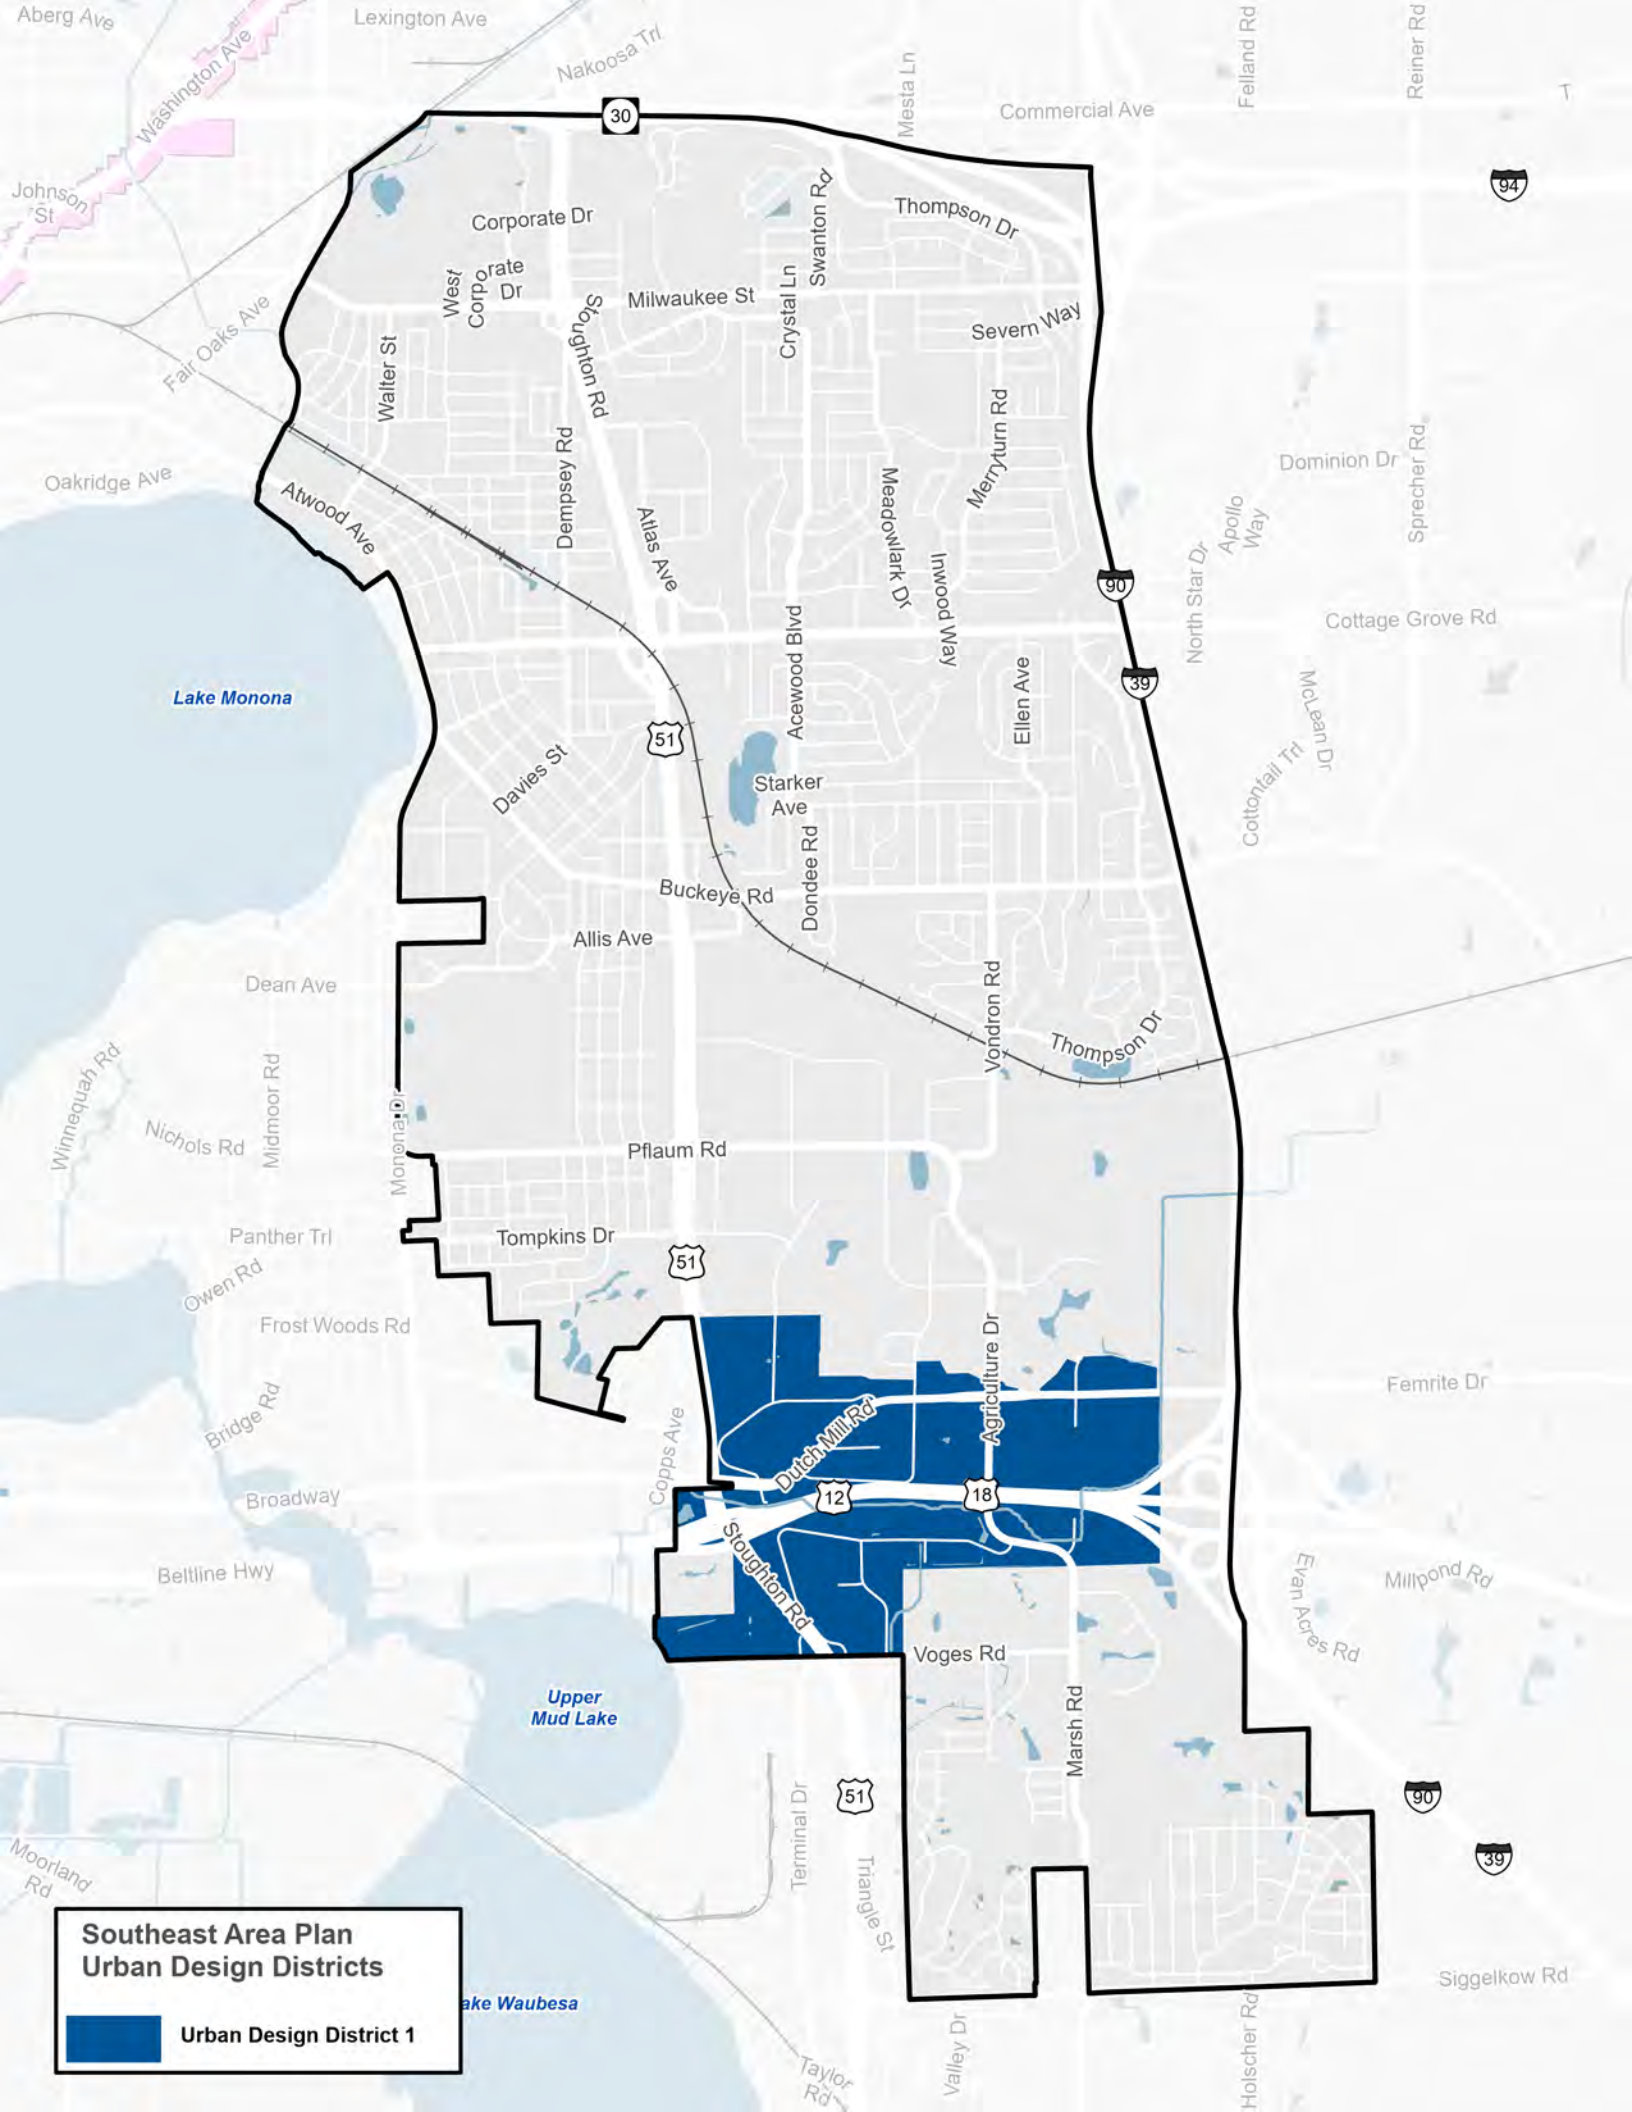 Aberg Ave
Lexington Ave
Nakoosa Trl
Washington Ave
Mesta Ln
Commercial Ave
Felland Rd
Reiner Rd
T
30
94
Johnson
St
Corporate Dr
Swanton Rd
Thompson Dr
West
Corporate
Dr
Milwaukee St
Crystal Ln
Severn Way
Stoughton Rd
Fair Oaks Ave
Walter St
Merryturn Rd
Dempsey Rd
Oakridge Ave
Atwood Ave
Dominion Dr
Sprecher Rd
Apollo
Way
Atlas Ave
Meadowlark Dr
Inwood Way
North Star Dr
90
Cottage Grove Rd
Acewood Blvd
Ellen Ave
39
Lake Monona
51
McLean Dr
Davies St
Starker
Ave
Cottontail Trl
Dondee Rd
Buckeye Rd
Allis Ave
Dean Ave
Vondron Rd
Thompson Dr
Winnequah Rd
Midmoor Rd
Monona Dr
Nichols Rd
Pflaum Rd
Panther Trl
Tompkins Dr
51
Owen Rd
Frost Woods Rd
Agriculture Dr
Femrite Dr
Bridge Rd
Dutch Mill Rd
Copps Ave
Broadway
12
18
Stoughton Rd
Beltline Hwy
Evan Acres Rd
Millpond Rd
Voges Rd
Upper
Mud Lake
Marsh Rd
51
Terminal Dr
90
39
Triangle St
Moorland
Rd
Southeast Area Plan
Urban Design Districts
Urban Design District 1
ake Waubesa
Siggelkow Rd
Valley Dr
Holscher Rd
Taylor
Rd